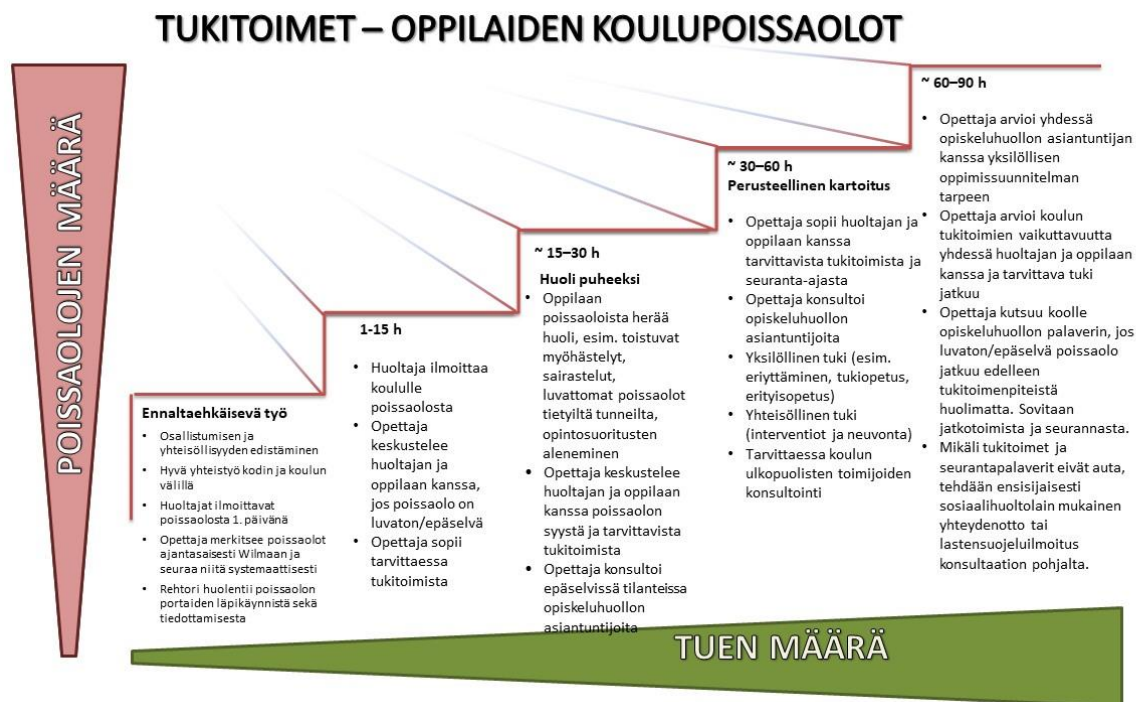 TUKITOIMET – OPPILAIDEN KOULUPOISSAOLOT
POISSAOLOJEN MÄÄRÄ
Ennaltaehkäisevä työ
• Osallistumisen ja
yhteisöllisyyden edistäminen
• Hyvä yhteistyö kodin ja koulun
välillä
• Huoltajat ilmoittavat
poissaolosta 1. päivänä
• Opettaja merkitsee poissaolot
ajantasaisesti Wilmaan ja
seuraa niitä systemaattisesti
• Rehtori huolentii poissaolon
portaiden läpikäynnistä sekä
tiedottamisesta
1-15 h
• Huoltaja ilmoittaa
koululle
poissaolosta
• Opettaja
keskustelee
huoltajan ja
oppilaan kanssa,
jos poissaolo on
luvaton/epäselvä
• Opettaja sopii
tarvittaessa
tukitoimista
~ 15–30 h
Huoli puheeksi
• Oppilaan
poissaoloista herää
huoli, esim. toistuvat
myöhästelyt,
sairastelut,
luvattomat poissaolot
tietyiltä tunneilta,
opintosuoritusten
aleneminen
• Opettaja keskustelee
huoltajan ja oppilaan
kanssa poissaolon
syystä ja tarvittavista
tukitoimista
• Opettaja konsultoi
epäselvissä tilanteissa
opiskeluhuollon
asiantuntijoita
~ 30–60 h
Perusteellinen kartoitus
• Opettaja sopii huoltajan ja
oppilaan kanssa
tarvittavista tukitoimista ja
seuranta-ajasta
• Opettaja konsultoi
opiskeluhuollon
asiantuntijoita
• Yksilöllinen tuki (esim.
eriyttäminen, tukiopetus,
erityisopetus)
• Yhteisöllinen tuki
(interventiot ja neuvonta)
• Tarvittaessa koulun
ulkopuolisten toimijoiden
konsultointi
~ 60–90 h
• Opettaja arvioi yhdessä
opiskeluhuollon asiantuntijan
kanssa yksilöllisen
oppimissuunnitelman
tarpeen
• Opettaja arvioi koulun
tukitoimien vaikuttavuutta
yhdessä huoltajan ja oppilaan
kanssa ja tarvittava tuki
jatkuu
• Opettaja kutsuu koolle
opiskeluhuollon palaverin, jos
luvaton/epäselvä poissaolo
jatkuu edelleen
tukitoimenpiteistä
huolimatta. Sovitaan
jatkotoimista ja seurannasta.
• Mikäli tukitoimet ja
seurantapalaverit eivät auta,
tehdään ensisijaisesti
sosiaalihuoltolain mukainen
yhteydenotto tai
lastensuojeluilmoitus
konsultaation pohjalta.
TUEN MÄÄRÄ